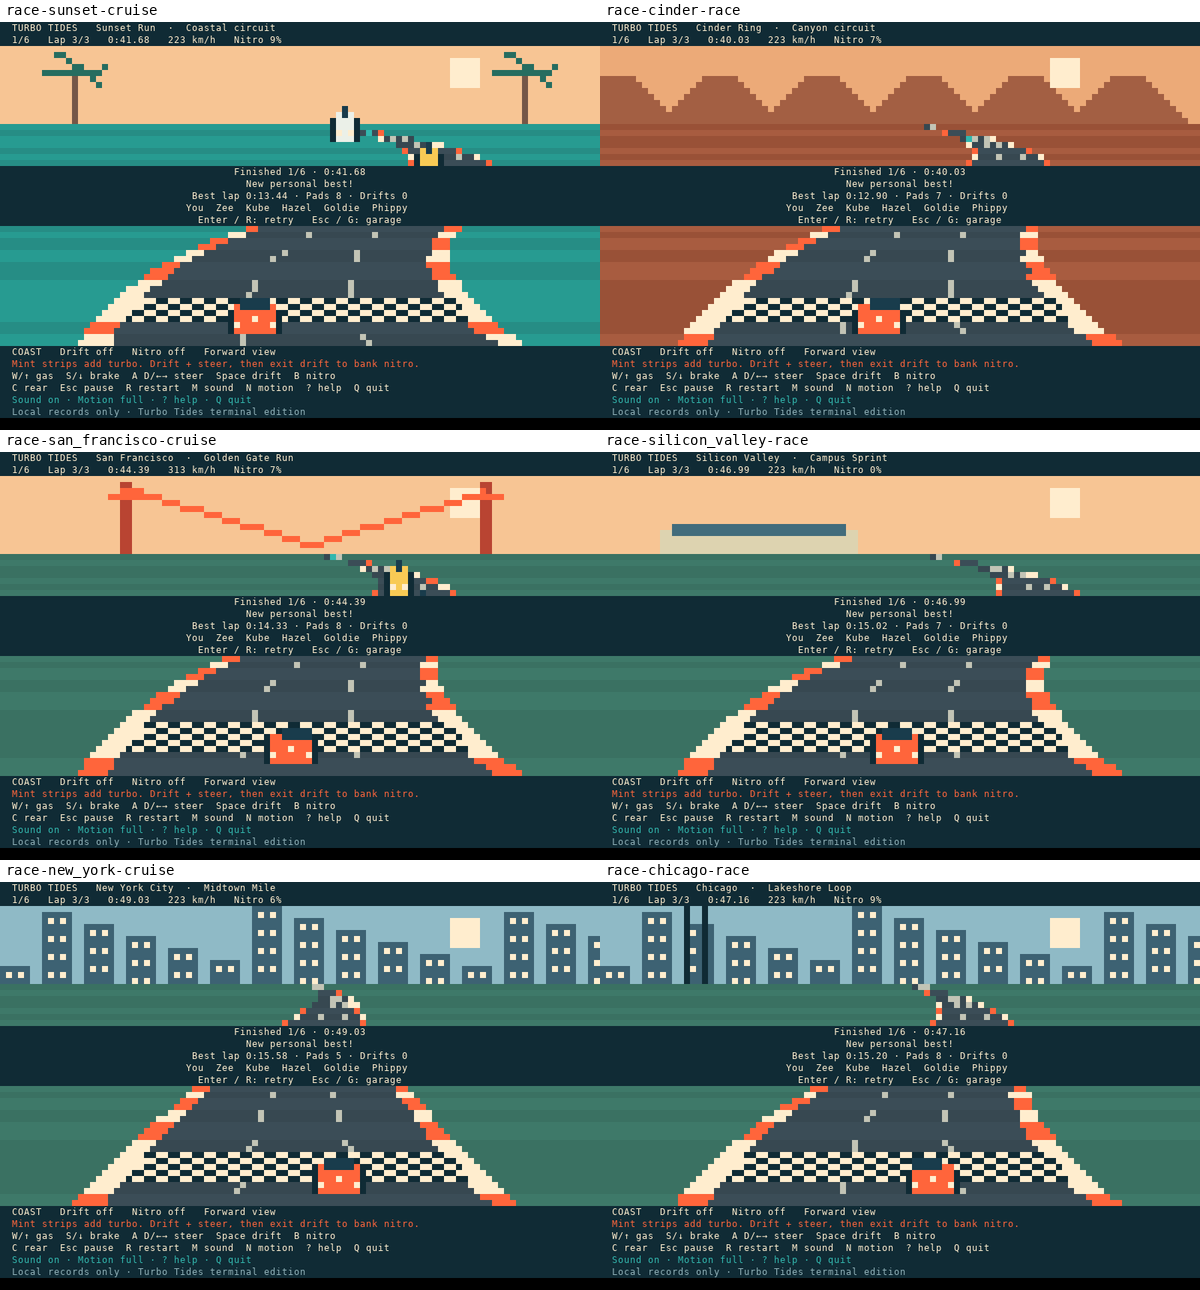 race-sunset-cruise
TURBO TIDES   Sunset Run  ·  Coastal circuit
1/6   Lap 3/3   0:41.68   223 km/h   Nitro 9%
Finished 1/6 · 0:41.68
New personal best!
Best lap 0:13.44 · Pads 8 · Drifts 0
You  Zee  Kube  Hazel  Goldie  Phippy
Enter / R: retry   Esc / G: garage
COAST   Drift off   Nitro off   Forward view
Mint strips add turbo. Drift + steer, then exit drift to bank nitro.
W/↑ gas  S/↓ brake  A D/←→ steer  Space drift  B nitro
C rear  Esc pause  R restart  M sound  N motion  ? help  Q quit
Sound on · Motion full · ? help · Q quit
Local records only · Turbo Tides terminal edition
race-cinder-race
TURBO TIDES   Cinder Ring  ·  Canyon circuit
1/6   Lap 3/3   0:40.03   223 km/h   Nitro 7%
Finished 1/6 · 0:40.03
New personal best!
Best lap 0:12.90 · Pads 7 · Drifts 0
You  Zee  Kube  Hazel  Goldie  Phippy
Enter / R: retry   Esc / G: garage
COAST   Drift off   Nitro off   Forward view
Mint strips add turbo. Drift + steer, then exit drift to bank nitro.
W/↑ gas  S/↓ brake  A D/←→ steer  Space drift  B nitro
C rear  Esc pause  R restart  M sound  N motion  ? help  Q quit
Sound on · Motion full · ? help · Q quit
Local records only · Turbo Tides terminal edition
race-san_francisco-cruise
TURBO TIDES   San Francisco  ·  Golden Gate Run
1/6   Lap 3/3   0:44.39   313 km/h   Nitro 7%
Finished 1/6 · 0:44.39
New personal best!
Best lap 0:14.33 · Pads 8 · Drifts 0
You  Zee  Kube  Hazel  Goldie  Phippy
Enter / R: retry   Esc / G: garage
COAST   Drift off   Nitro off   Forward view
Mint strips add turbo. Drift + steer, then exit drift to bank nitro.
W/↑ gas  S/↓ brake  A D/←→ steer  Space drift  B nitro
C rear  Esc pause  R restart  M sound  N motion  ? help  Q quit
Sound on · Motion full · ? help · Q quit
Local records only · Turbo Tides terminal edition
race-silicon_valley-race
TURBO TIDES   Silicon Valley  ·  Campus Sprint
1/6   Lap 3/3   0:46.99   223 km/h   Nitro 0%
Finished 1/6 · 0:46.99
New personal best!
Best lap 0:15.02 · Pads 7 · Drifts 0
You  Zee  Kube  Hazel  Goldie  Phippy
Enter / R: retry   Esc / G: garage
COAST   Drift off   Nitro off   Forward view
Mint strips add turbo. Drift + steer, then exit drift to bank nitro.
W/↑ gas  S/↓ brake  A D/←→ steer  Space drift  B nitro
C rear  Esc pause  R restart  M sound  N motion  ? help  Q quit
Sound on · Motion full · ? help · Q quit
Local records only · Turbo Tides terminal edition
race-new_york-cruise
TURBO TIDES   New York City  ·  Midtown Mile
1/6   Lap 3/3   0:49.03   223 km/h   Nitro 6%
Finished 1/6 · 0:49.03
New personal best!
Best lap 0:15.58 · Pads 5 · Drifts 0
You  Zee  Kube  Hazel  Goldie  Phippy
Enter / R: retry   Esc / G: garage
COAST   Drift off   Nitro off   Forward view
Mint strips add turbo. Drift + steer, then exit drift to bank nitro.
W/↑ gas  S/↓ brake  A D/←→ steer  Space drift  B nitro
C rear  Esc pause  R restart  M sound  N motion  ? help  Q quit
Sound on · Motion full · ? help · Q quit
Local records only · Turbo Tides terminal edition
race-chicago-race
TURBO TIDES   Chicago  ·  Lakeshore Loop
1/6   Lap 3/3   0:47.16   223 km/h   Nitro 9%
Finished 1/6 · 0:47.16
New personal best!
Best lap 0:15.20 · Pads 8 · Drifts 0
You  Zee  Kube  Hazel  Goldie  Phippy
Enter / R: retry   Esc / G: garage
COAST   Drift off   Nitro off   Forward view
Mint strips add turbo. Drift + steer, then exit drift to bank nitro.
W/↑ gas  S/↓ brake  A D/←→ steer  Space drift  B nitro
C rear  Esc pause  R restart  M sound  N motion  ? help  Q quit
Sound on · Motion full · ? help · Q quit
Local records only · Turbo Tides terminal edition